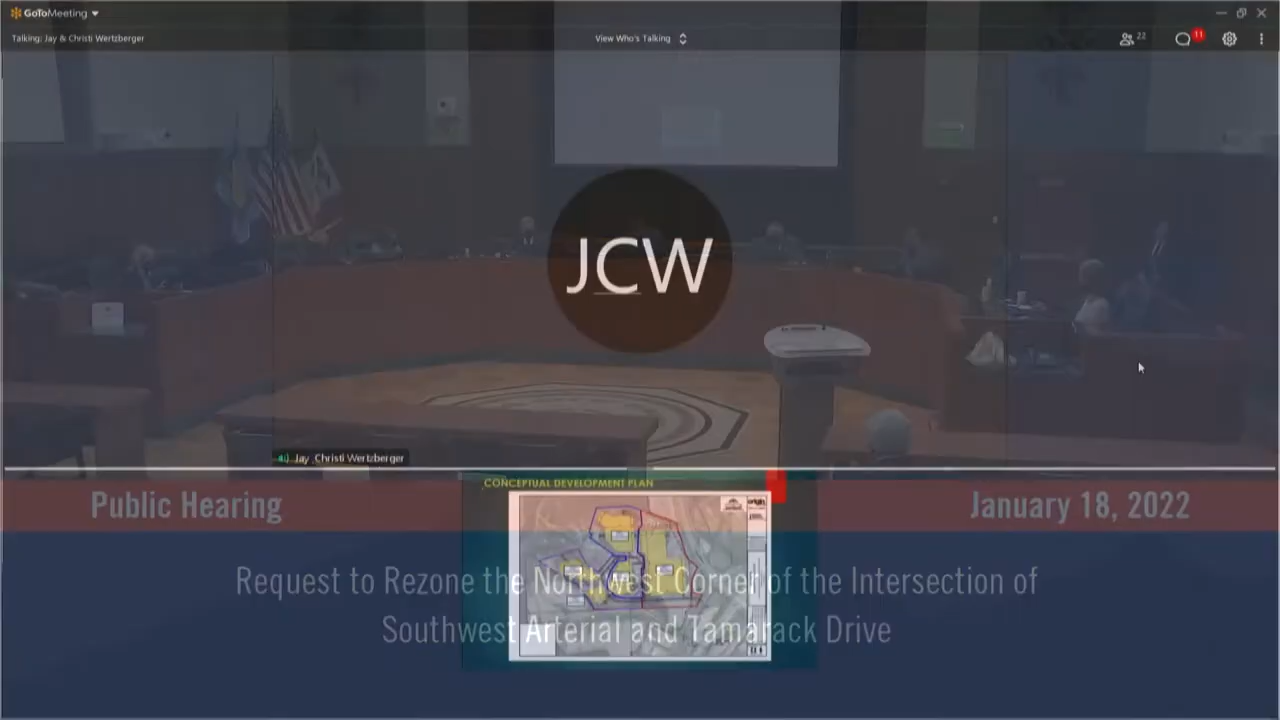 GoToMeeting
Talking: Jay & Christi Wertzberger
View Who's Talking
22
11
JCW
Jay_Christi Wertzberger
CONCEPTUAL DEVELOPMENT PLAN
origin
Public Hearing
January 18, 2022
Request to Rezone the Northwest Corner of the Intersection of
Southwest Arterial and Tamarack Drive